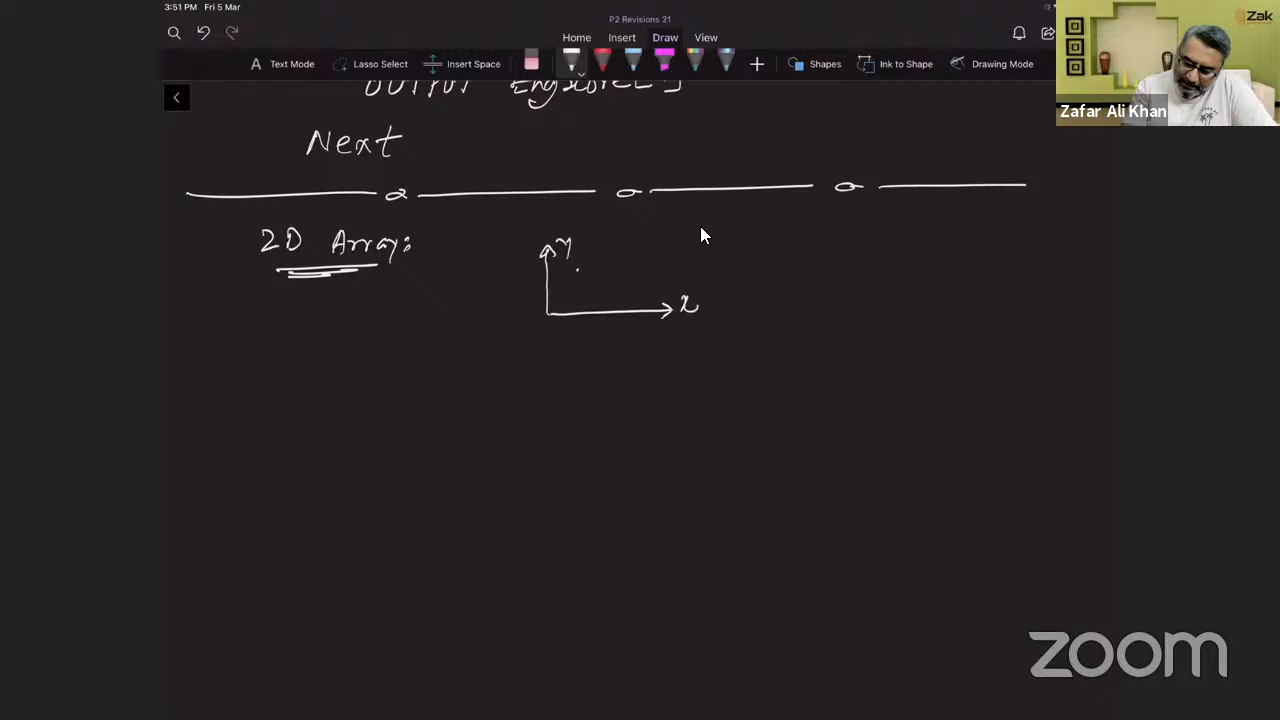 3:51 PM Fri 5 Mar
P2 Revisions 21
Home Insert Draw View
Text Mode Lasso Select Insert Space Shapes Ink to Shape Drawing Mode
Zak
Zafar Ali Khan
OUTPUT
Next
2D Array:
Y
x
zoom